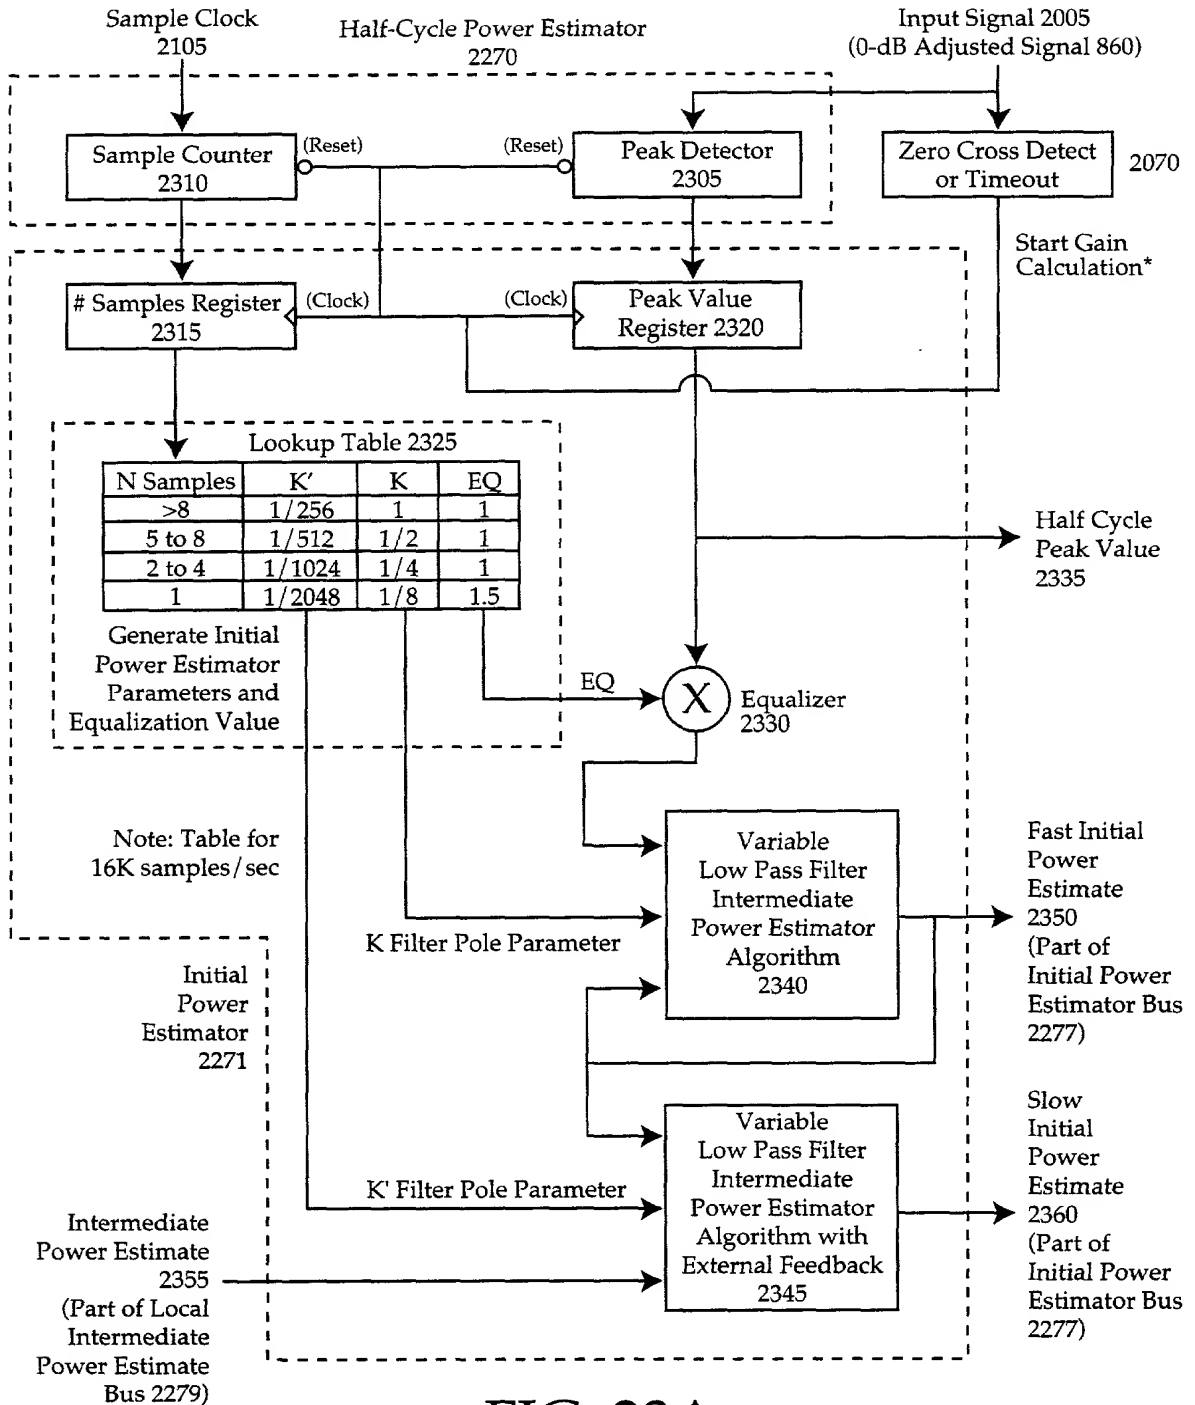 Sample Clock
2105
Half-Cycle Power Estimator
2270
Input Signal 2005
(0-dB Adjusted Signal 860)
Sample Counter
2310
(Reset)
(Reset)
Peak Detector
2305
Zero Cross Detect
or Timeout
2070
Start Gain
Calculation*
# Samples Register
2315
(Clock)
(Clock)
Peak Value
Register 2320
Lookup Table 2325
N Samples K′ K EQ
>8 1/256 1 1
5 to 8 1/512 1/2 1
2 to 4 1/1024 1/4 1
1 1/2048 1/8 1.5
Generate Initial
Power Estimator
Parameters and
Equalization Value
Half Cycle
Peak Value
2335
EQ
X
Equalizer
2330
Note: Table for
16K samples/sec
Variable
Low Pass Filter
Intermediate
Power Estimator
Algorithm
2340
K Filter Pole Parameter
Fast Initial
Power
Estimate
2350
(Part of
Initial Power
Estimator Bus
2277)
Initial
Power
Estimator
2271
Variable
Low Pass Filter
Intermediate
Power Estimator
Algorithm with
External Feedback
2345
K' Filter Pole Parameter
Slow
Initial
Power
Estimate
2360
(Part of
Initial Power
Estimator Bus
2277)
Intermediate
Power Estimate
2355
(Part of Local
Intermediate
Power Estimate
Bus 2279)